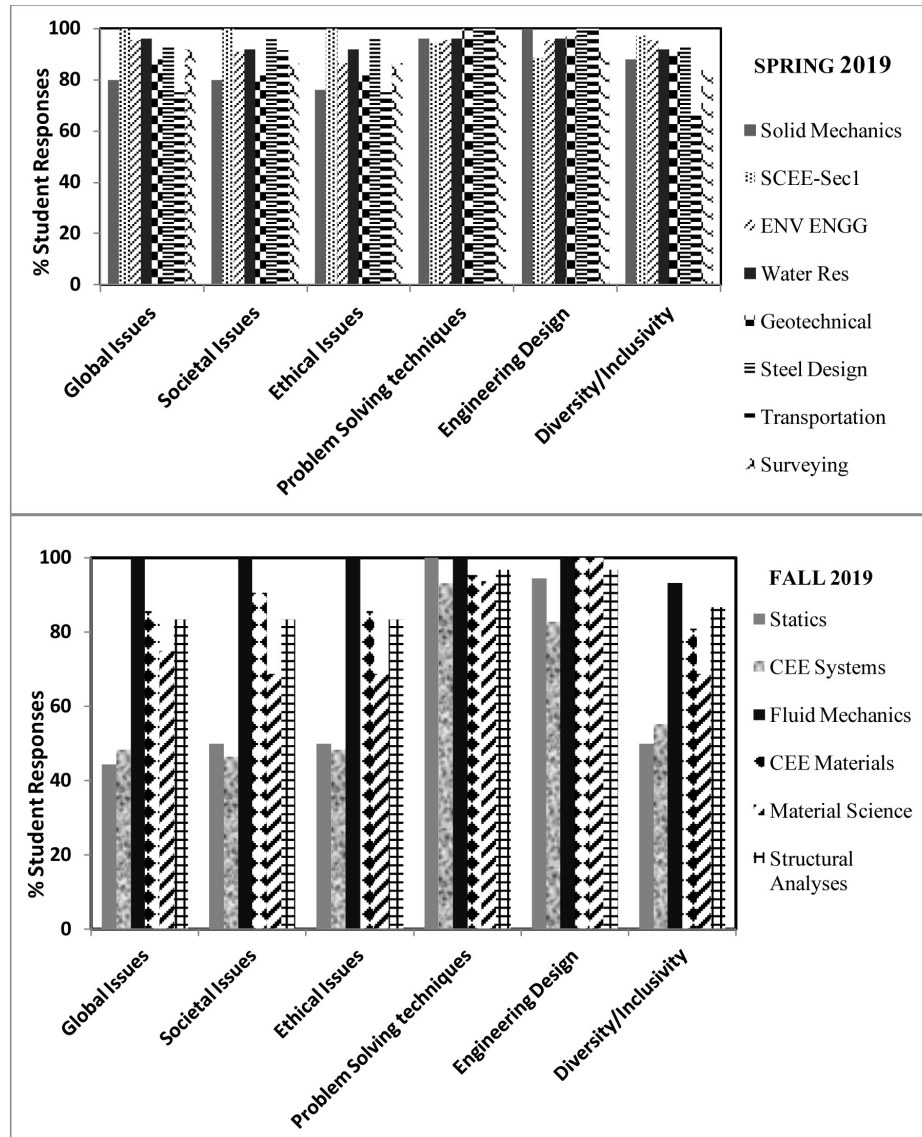 % Student Responses
100
80
60
40
20
0
Global Issues
Societal Issues
Ethical Issues
Problem Solving techniques
Engineering Design
Diversity/Inclusivity
SPRING 2019
Solid Mechanics
SCEE-Sec1
ENV ENGG
Water Res
Geotechnical
Steel Design
Transportation
Surveying
% Student Responses
100
80
60
40
20
0
Global Issues
Societal Issues
Ethical Issues
Problem Solving techniques
Engineering Design
Diversity/Inclusivity
FALL 2019
Statics
CEE Systems
Fluid Mechanics
CEE Materials
Material Science
Structural
Analyses